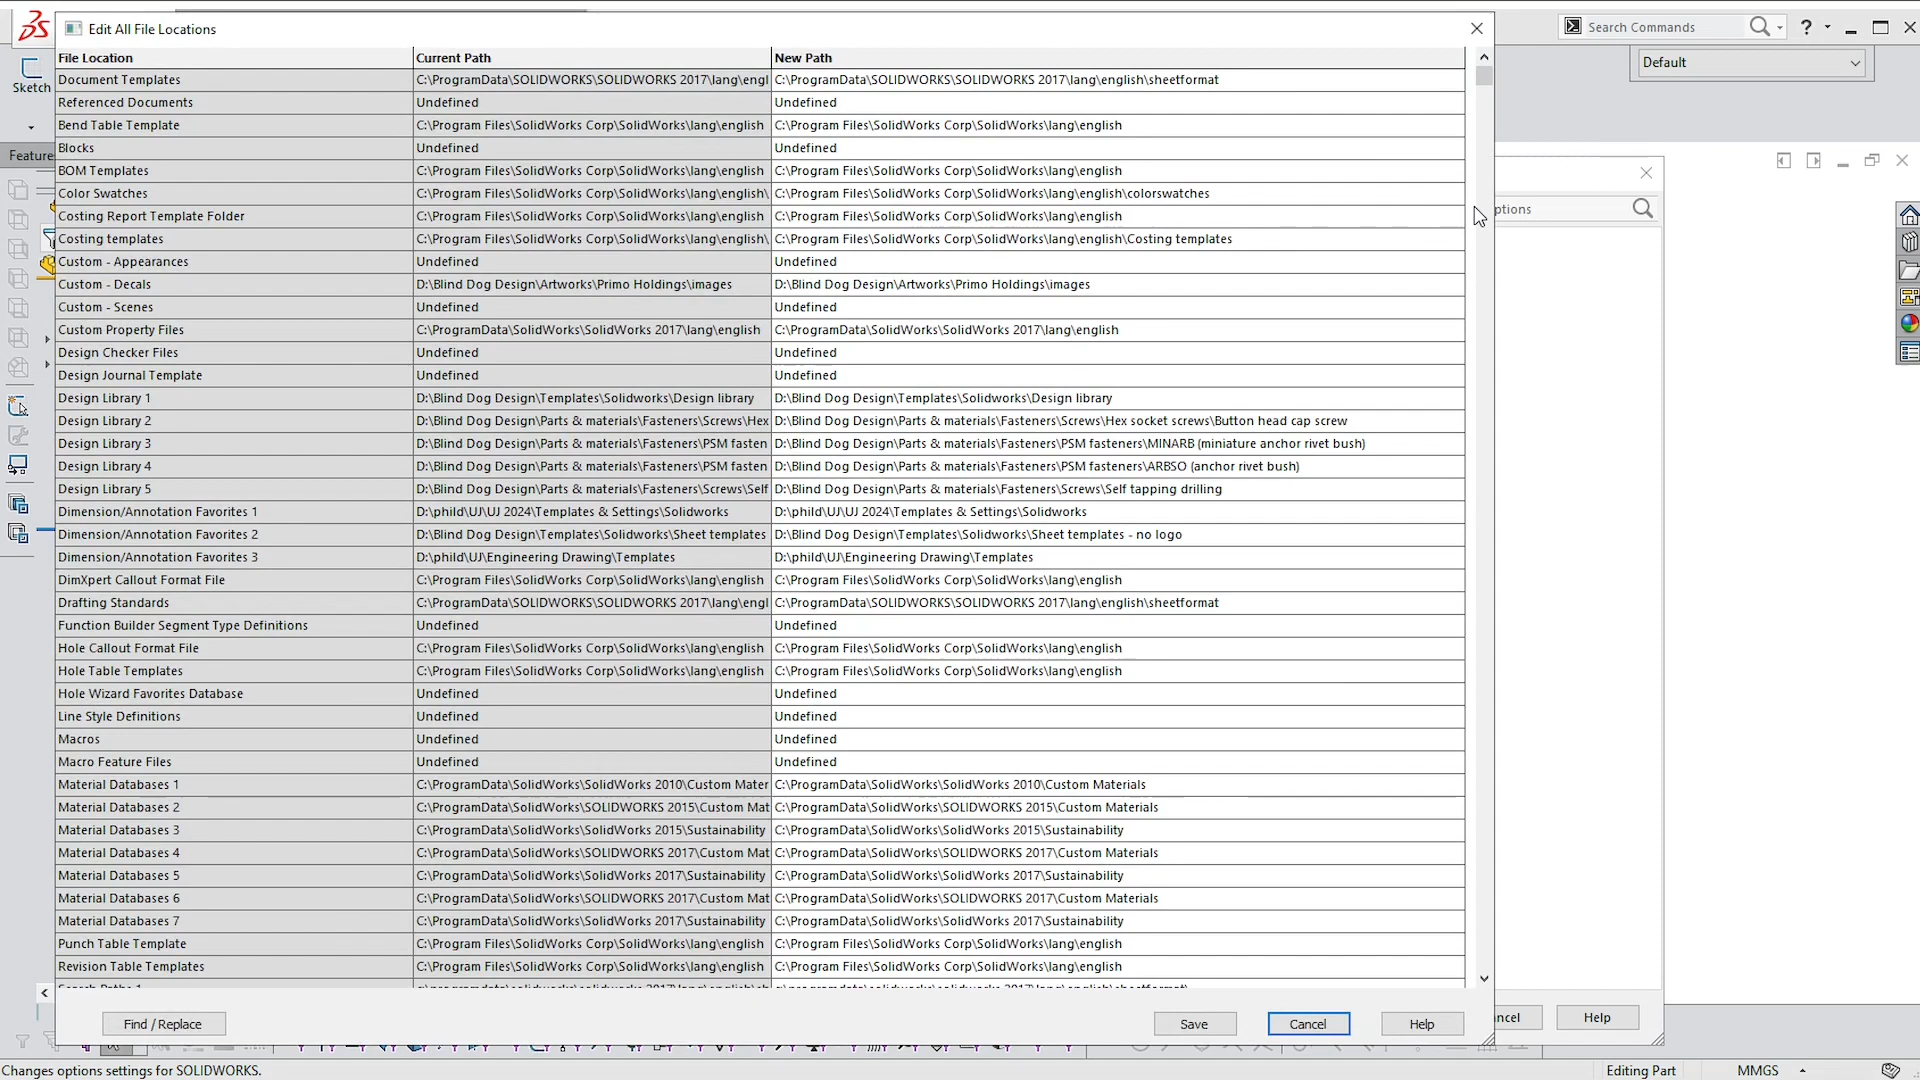 Edit All File Locations
Search Commands
Default
Sketch
Feature
ptions
File Location Current Path New Path
Document Templates C:\ProgramData\SOLIDWORKS\SOLIDWORKS 2017\lang\engl C:\ProgramData\SOLIDWORKS\SOLIDWORKS 2017\lang\english\sheetformat
Referenced Documents Undefined Undefined
Bend Table Template C:\Program Files\SolidWorks Corp\SolidWorks\lang\english C:\Program Files\SolidWorks Corp\SolidWorks\lang\english
Blocks Undefined Undefined
BOM Templates C:\Program Files\SolidWorks Corp\SolidWorks\lang\english C:\Program Files\SolidWorks Corp\SolidWorks\lang\english
Color Swatches C:\Program Files\SolidWorks Corp\SolidWorks\lang\english\ C:\Program Files\SolidWorks Corp\SolidWorks\lang\english\colorswatches
Costing Report Template Folder C:\Program Files\SolidWorks Corp\SolidWorks\lang\english C:\Program Files\SolidWorks Corp\SolidWorks\lang\english
Costing templates C:\Program Files\SolidWorks Corp\SolidWorks\lang\english\ C:\Program Files\SolidWorks Corp\SolidWorks\lang\english\Costing templates
Custom - Appearances Undefined Undefined
Custom - Decals D:\Blind Dog Design\Artworks\Primo Holdings\images D:\Blind Dog Design\Artworks\Primo Holdings\images
Custom - Scenes Undefined Undefined
Custom Property Files C:\ProgramData\SolidWorks\SolidWorks 2017\lang\english C:\ProgramData\SolidWorks\SolidWorks 2017\lang\english
Design Checker Files Undefined Undefined
Design Journal Template Undefined Undefined
Design Library 1 D:\Blind Dog Design\Templates\Solidworks\Design library D:\Blind Dog Design\Templates\Solidworks\Design library
Design Library 2 D:\Blind Dog Design\Parts & materials\Fasteners\Screws\Hex D:\Blind Dog Design\Parts & materials\Fasteners\Screws\Hex socket screws\Button head cap screw
Design Library 3 D:\Blind Dog Design\Parts & materials\Fasteners\PSM fasten D:\Blind Dog Design\Parts & materials\Fasteners\PSM fasteners\MINARB (miniature anchor rivet bush)
Design Library 4 D:\Blind Dog Design\Parts & materials\Fasteners\PSM fasten D:\Blind Dog Design\Parts & materials\Fasteners\PSM fasteners\ARBSO (anchor rivet bush)
Design Library 5 D:\Blind Dog Design\Parts & materials\Fasteners\Screws\Self D:\Blind Dog Design\Parts & materials\Fasteners\Screws\Self tapping drilling
Dimension/Annotation Favorites 1 D:\phild\UJ\UJ 2024\Templates & Settings\Solidworks D:\phild\UJ\UJ 2024\Templates & Settings\Solidworks
Dimension/Annotation Favorites 2 D:\Blind Dog Design\Templates\Solidworks\Sheet templates D:\Blind Dog Design\Templates\Solidworks\Sheet templates - no logo
Dimension/Annotation Favorites 3 D:\phild\UJ\Engineering Drawing\Templates D:\phild\UJ\Engineering Drawing\Templates
DimXpert Callout Format File C:\Program Files\SolidWorks Corp\SolidWorks\lang\english C:\Program Files\SolidWorks Corp\SolidWorks\lang\english
Drafting Standards C:\ProgramData\SOLIDWORKS\SOLIDWORKS 2017\lang\engl C:\ProgramData\SOLIDWORKS\SOLIDWORKS 2017\lang\english\sheetformat
Function Builder Segment Type Definitions Undefined Undefined
Hole Callout Format File C:\Program Files\SolidWorks Corp\SolidWorks\lang\english C:\Program Files\SolidWorks Corp\SolidWorks\lang\english
Hole Table Templates C:\Program Files\SolidWorks Corp\SolidWorks\lang\english C:\Program Files\SolidWorks Corp\SolidWorks\lang\english
Hole Wizard Favorites Database Undefined Undefined
Line Style Definitions Undefined Undefined
Macros Undefined Undefined
Macro Feature Files Undefined Undefined
Material Databases 1 C:\ProgramData\SolidWorks\SolidWorks 2010\Custom Mater C:\ProgramData\SolidWorks\SolidWorks 2010\Custom Materials
Material Databases 2 C:\ProgramData\SolidWorks\SOLIDWORKS 2015\Custom Mat C:\ProgramData\SolidWorks\SOLIDWORKS 2015\Custom Materials
Material Databases 3 C:\ProgramData\SolidWorks\SolidWorks 2015\Sustainability C:\ProgramData\SolidWorks\SolidWorks 2015\Sustainability
Material Databases 4 C:\ProgramData\SolidWorks\SOLIDWORKS 2017\Custom Mat C:\ProgramData\SolidWorks\SOLIDWORKS 2017\Custom Materials
Material Databases 5 C:\ProgramData\SolidWorks\SolidWorks 2017\Sustainability C:\ProgramData\SolidWorks\SolidWorks 2017\Sustainability
Material Databases 6 C:\ProgramData\SolidWorks\SOLIDWORKS 2017\Custom Mat C:\ProgramData\SolidWorks\SOLIDWORKS 2017\Custom Materials
Material Databases 7 C:\ProgramData\SolidWorks\SolidWorks 2017\Sustainability C:\ProgramData\SolidWorks\SolidWorks 2017\Sustainability
Punch Table Template C:\Program Files\SolidWorks Corp\SolidWorks\lang\english C:\Program Files\SolidWorks Corp\SolidWorks\lang\english
Revision Table Templates C:\Program Files\SolidWorks Corp\SolidWorks\lang\english C:\Program Files\SolidWorks Corp\SolidWorks\lang\english
Find / Replace Save Cancel Help
ncel Help
Changes options settings for SOLIDWORKS. Editing Part MMGS